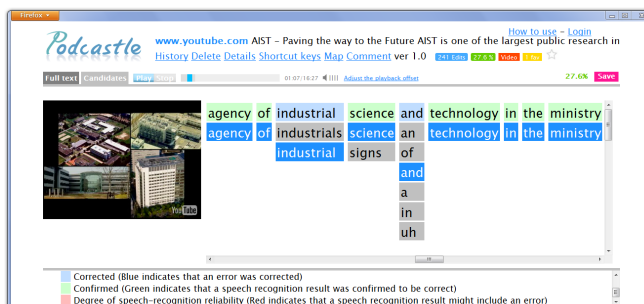 Firefox
How to use - Login
Podcastle
www.youtube.com AIST - Paving the way to the Future AIST is one of the largest public research in
History Delete Details Shortcut keys Map Comment ver 1.0 241 Edits 27.6 % Video
Full text Candidates Play Stop 01:07/16:27 Adjust the playback offset 27.6% Save
agency of industrial science and technology in the ministry
agency of industrials science an technology in the ministry
industrial signs of
and
a
in
uh
YouTube
Corrected (Blue indicates that an error was corrected)
Confirmed (Green indicates that a speech recognition result was confirmed to be correct)
Degree of speech-recognition reliability (Red indicates that a speech recognition result might include an error)